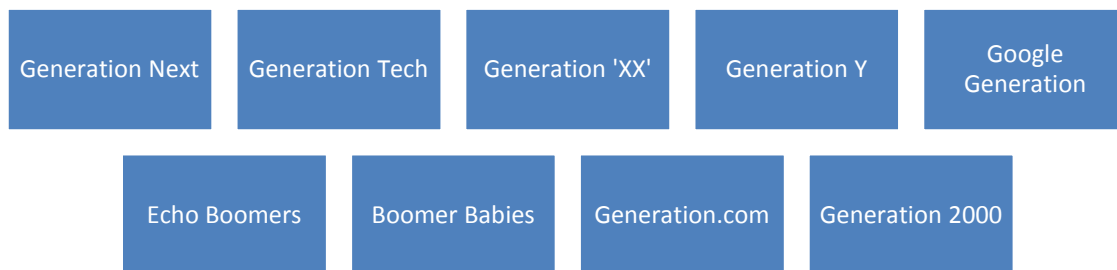 Generation Next
Generation Tech
Generation 'XX'
Generation Y
Google
Generation
Echo Boomers
Boomer Babies
Generation.com
Generation 2000